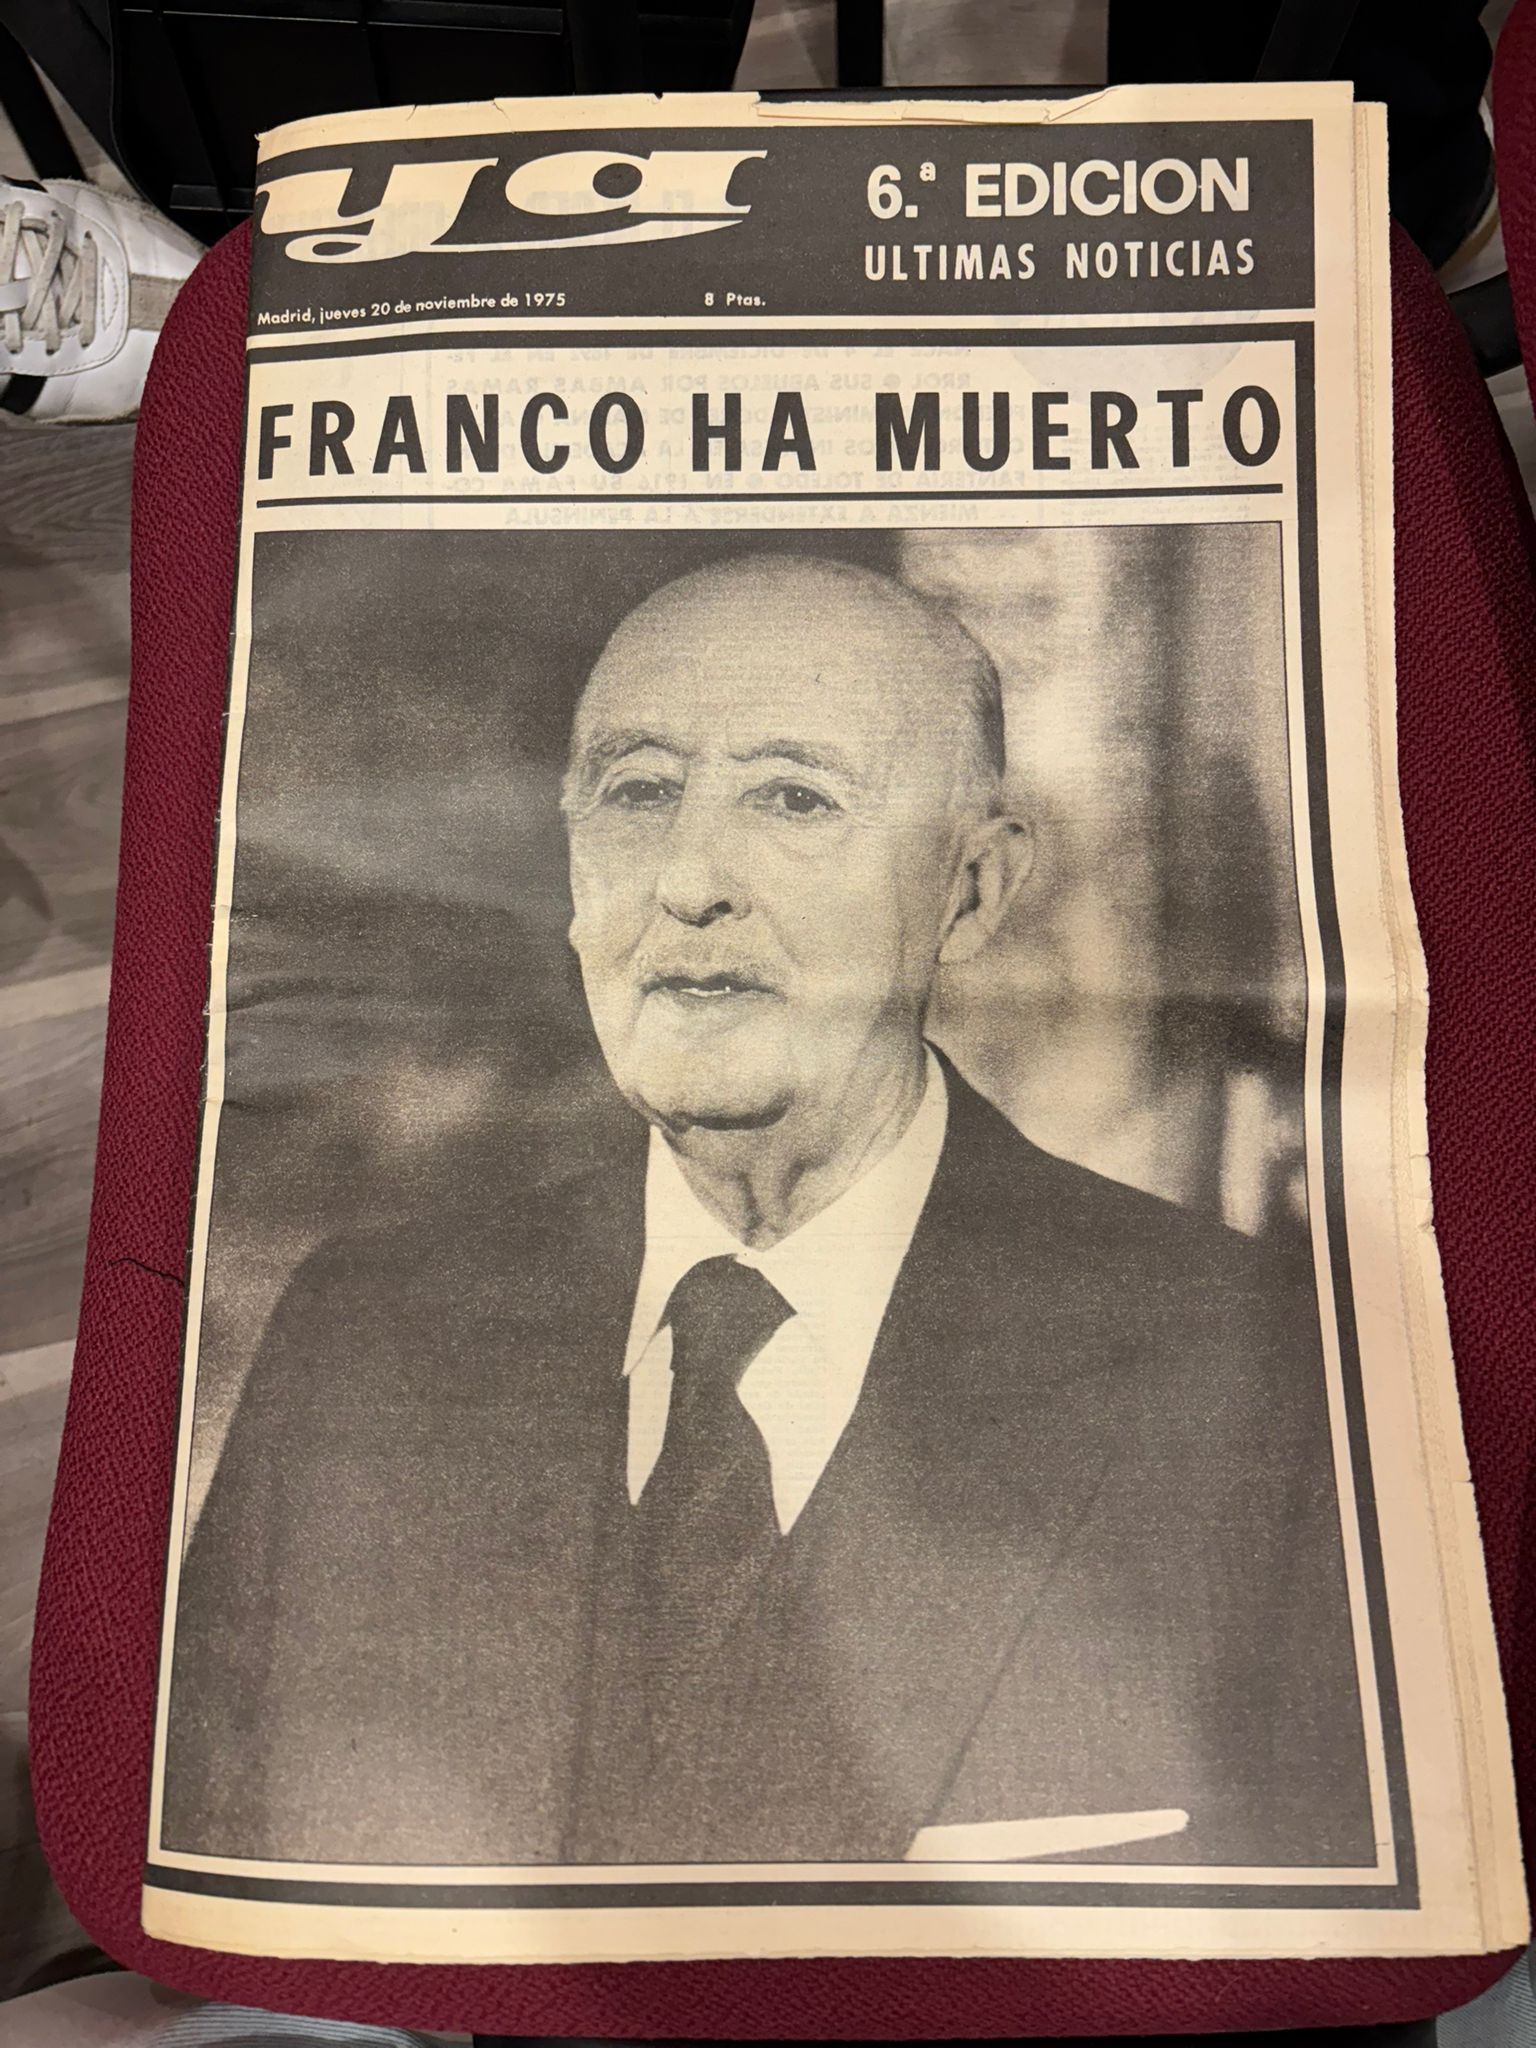 ya
6.ª EDICION
ULTIMAS NOTICIAS
Madrid, jueves 20 de noviembre de 1975
8 Ptas.
FRANCO HA MUERTO